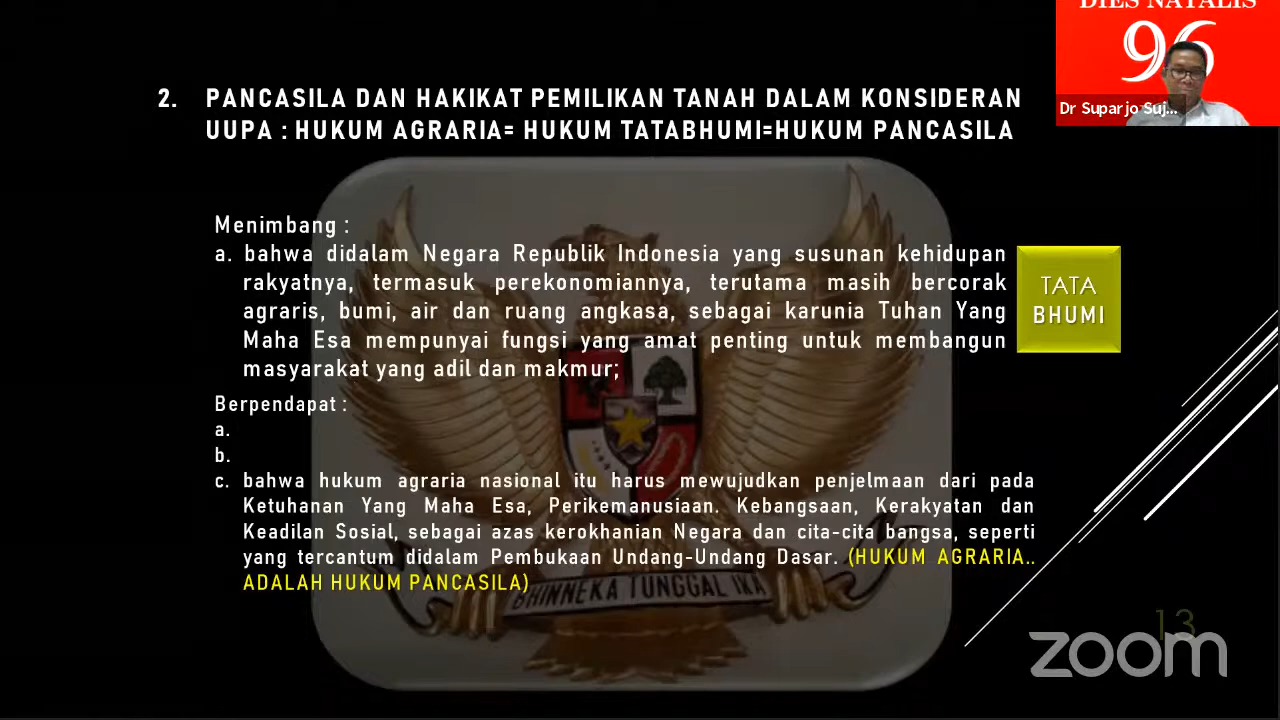 DIES NATALIS
96
Dr Suparjo Suj...
2. PANCASILA DAN HAKIKAT PEMILIKAN TANAH DALAM KONSIDERAN
UUPA : HUKUM AGRARIA= HUKUM TATABHUMI=HUKUM PANCASILA
Menimbang :
a. bahwa didalam Negara Republik Indonesia yang susunan kehidupan
rakyatnya, termasuk perekonomiannya, terutama masih bercorak
agraris, bumi, air dan ruang angkasa, sebagai karunia Tuhan Yang
Maha Esa mempunyai fungsi yang amat penting untuk membangun
masyarakat yang adil dan makmur;
TATA
BHUMI
Berpendapat :
a.
b.
c. bahwa hukum agraria nasional itu harus mewujudkan penjelmaan dari pada
Ketuhanan Yang Maha Esa, Perikemanusiaan. Kebangsaan, Kerakyatan dan
Keadilan Sosial, sebagai azas kerokhanian Negara dan cita-cita bangsa, seperti
yang tercantum didalam Pembukaan Undang-Undang Dasar. (HUKUM AGRARIA..
ADALAH HUKUM PANCASILA)
BHINNEKA TUNGGAL IKA
13
zoom